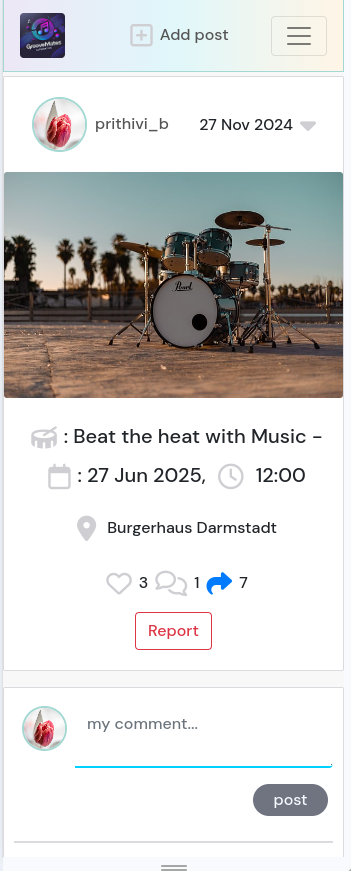 GrooveMates
Add post
prithivi_b
27 Nov 2024
Pearl
: Beat the heat with Music -
: 27 Jun 2025, 12:00
Burgerhaus Darmstadt
3 1 7
Report
my comment...
post